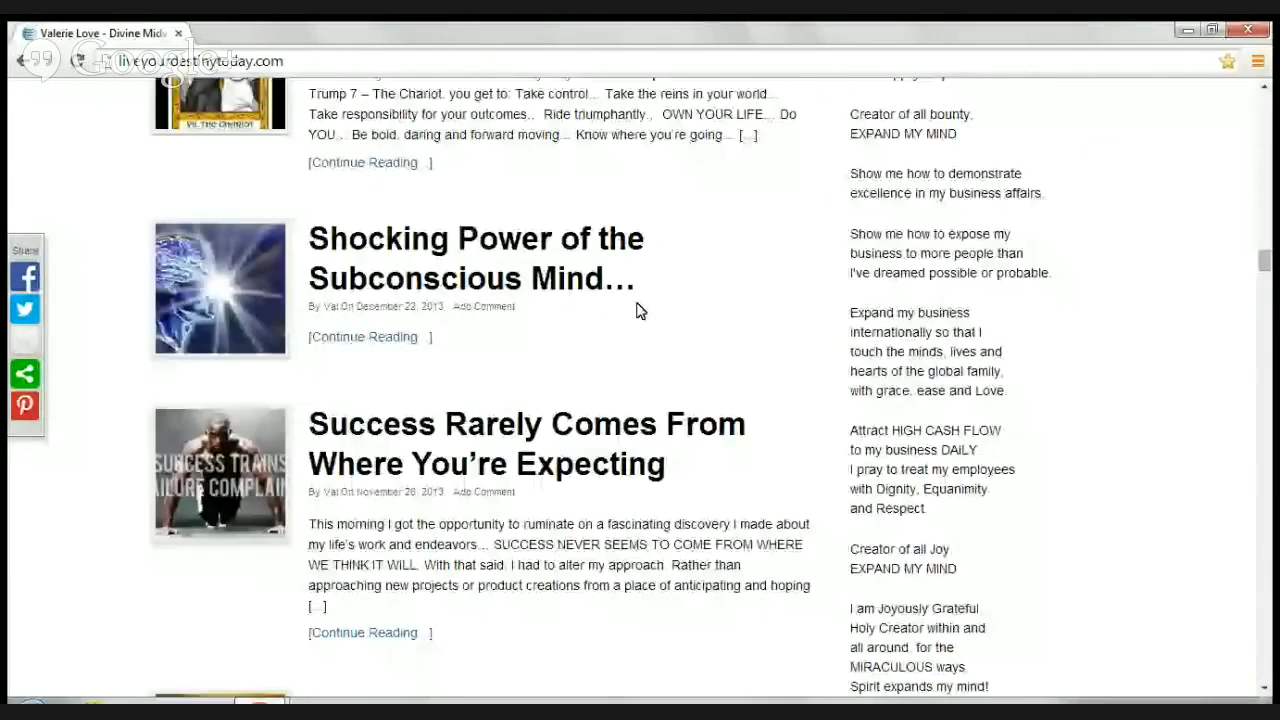 Valerie Love - Divine Midw
Google+
liveyourdestinytoday.com
Trump 7 – The Chariot, you get to: Take control… Take the reins in your world…
Take responsibility for your outcomes… Ride triumphantly… OWN YOUR LIFE… Do
YOU… Be bold, daring and forward moving… Know where you're going… [...]
[Continue Reading...]
VII. THE CHARIOT
Share
Shocking Power of the
Subconscious Mind…
By Val On December 22, 2013 Add Comment
[Continue Reading...]
SUCCESS TRAINS
FAILURE COMPLAIN
Success Rarely Comes From
Where You're Expecting
By Val On November 26, 2013 Add Comment
This morning I got the opportunity to ruminate on a fascinating discovery I made about
my life's work and endeavors… SUCCESS NEVER SEEMS TO COME FROM WHERE
WE THINK IT WILL. With that said, I had to alter my approach. Rather than
approaching new projects or product creations from a place of anticipating and hoping
[...]
[Continue Reading...]
Creator of all bounty,
EXPAND MY MIND
Show me how to demonstrate
excellence in my business affairs.
Show me how to expose my
business to more people than
I've dreamed possible or probable.
Expand my business
internationally so that I
touch the minds, lives and
hearts of the global family,
with grace, ease and Love.
Attract HIGH CASH FLOW
to my business DAILY
I pray to treat my employees
with Dignity, Equanimity
and Respect
Creator of all Joy
EXPAND MY MIND
I am Joyously Grateful
Holy Creator within and
all around, for the
MIRACULOUS ways
Spirit expands my mind!